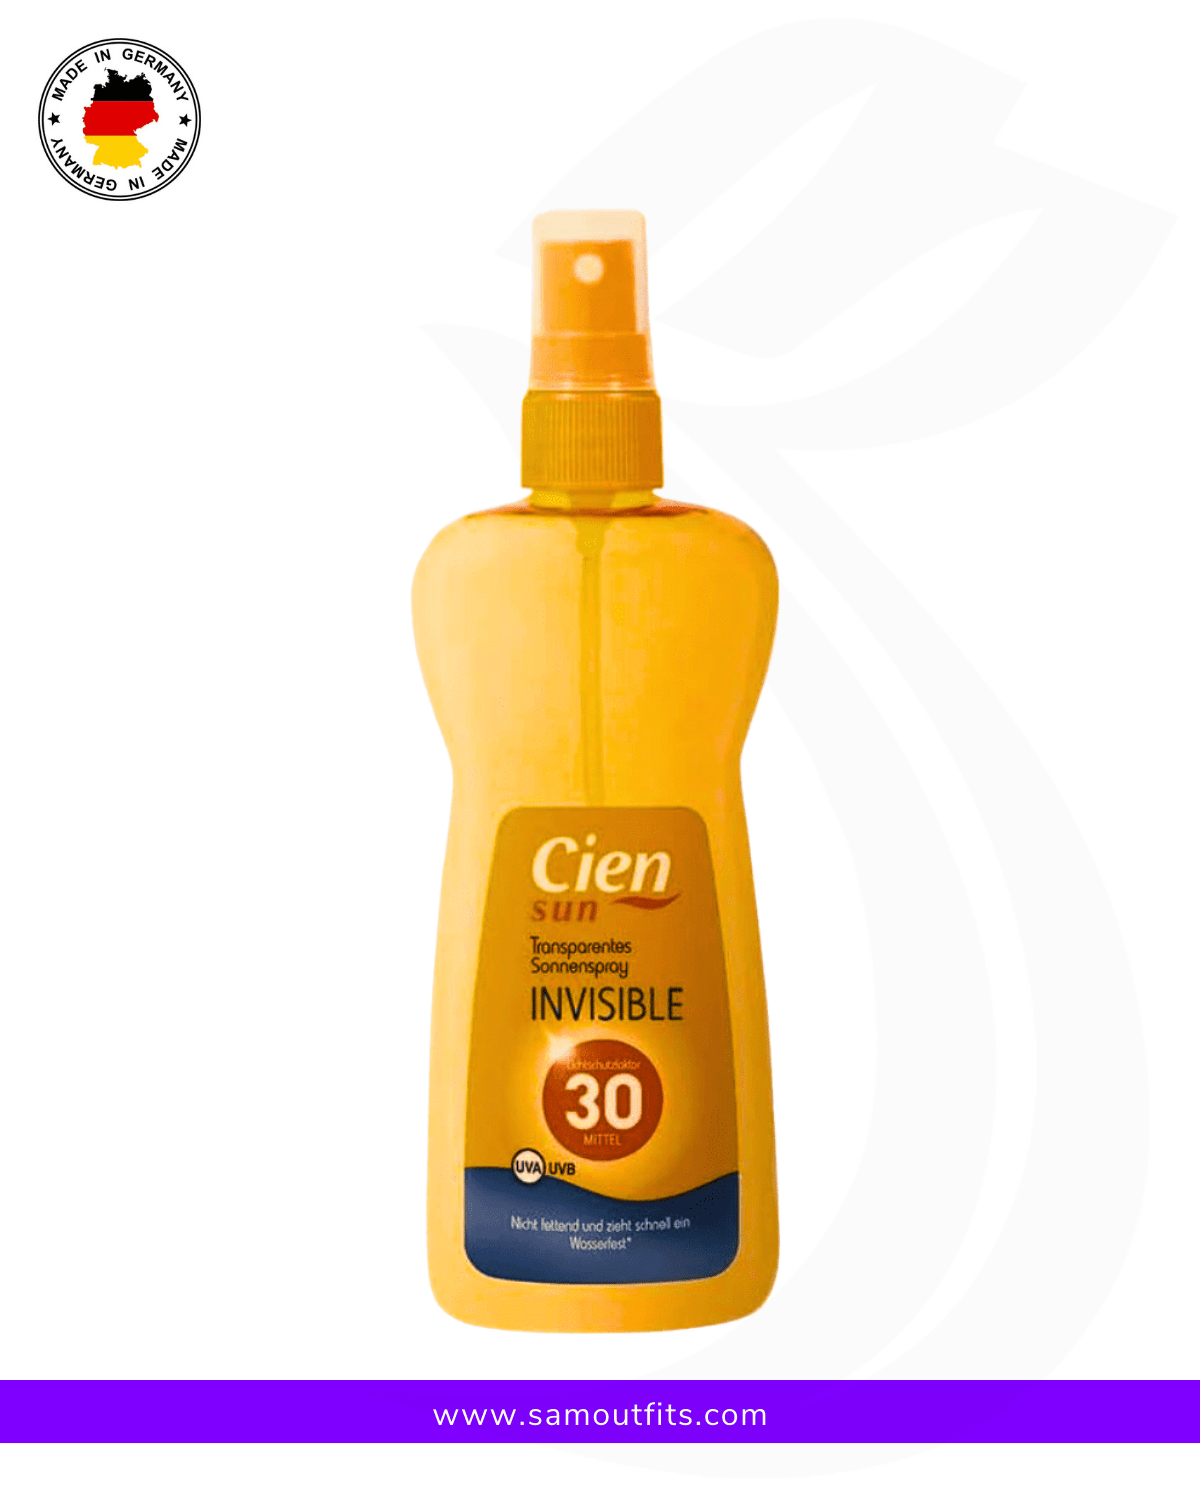 MADE IN GERMANY
MADE IN GERMANY
Cien
sun
Transparentes
Sonnenspray
INVISIBLE
Lichtschutzfaktor
30
MITTEL
UVA UVB
Nicht fettend und zieht schnell ein
Wasserfest*
www.samoutfits.com